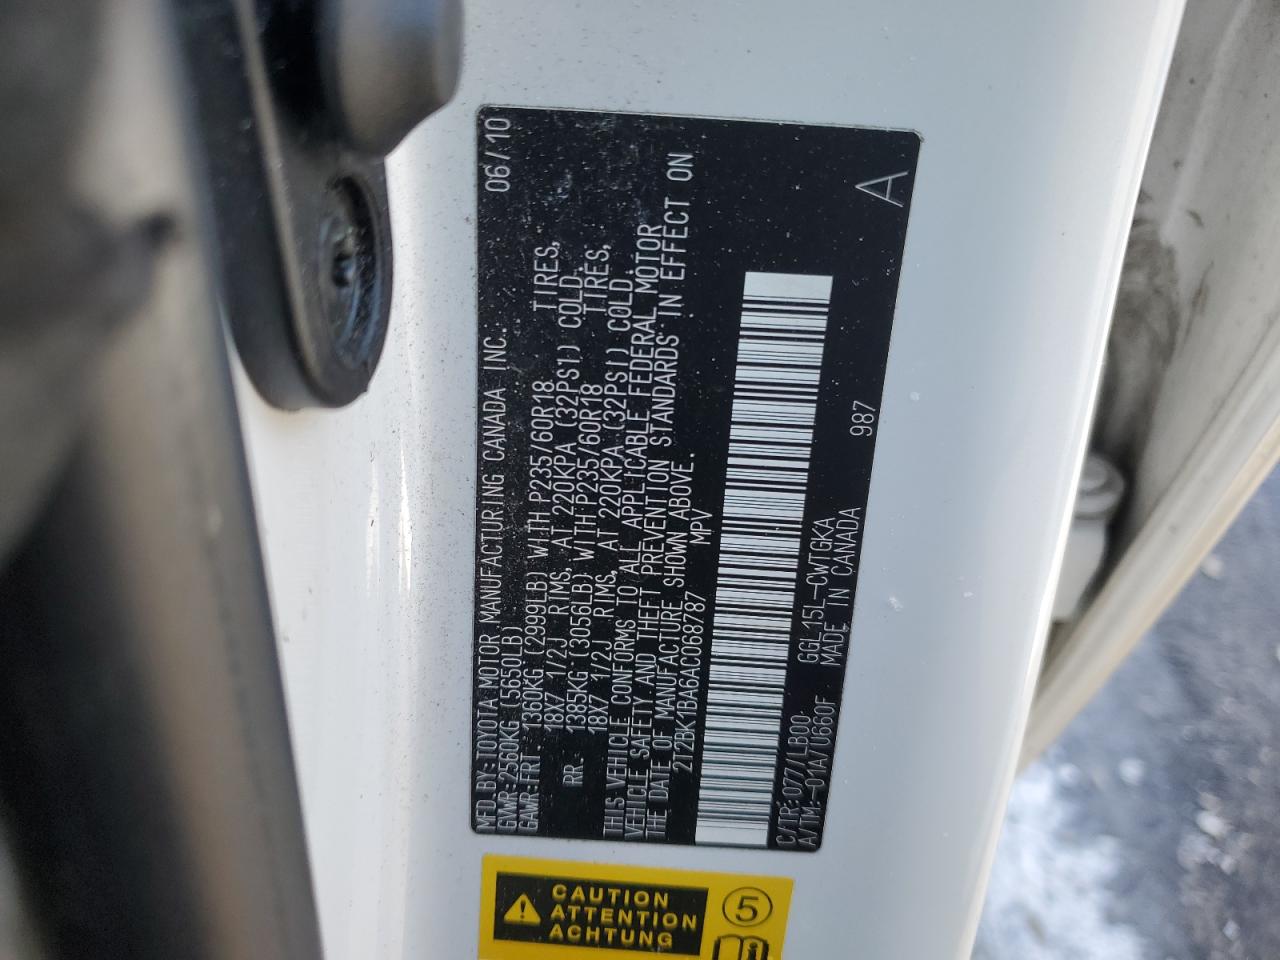 MFD.BY:TOYOTA MOTOR MANUFACTURING CANADA INC. 06/10
GVWR:2560KG (5650LB)
GAWR:FRT. 1360KG (2999LB) WITH P235/60R18 TIRES,
18X7 1/2J RIMS, AT 220KPA (32PSI) COLD.
RR. 1385KG (3056LB) WITH P235/60R18 TIRES,
18X7 1/2J RIMS, AT 220KPA (32PSI) COLD.
THIS VEHICLE CONFORMS TO ALL APPLICABLE FEDERAL MOTOR
VEHICLE SAFETY AND THEFT PREVENTION STANDARDS IN EFFECT ON
THE DATE OF MANUFACTURE SHOWN ABOVE.
2T2BK1BA6AC068787 MPV
A
C/TR:077/LB00 GGL15L-CWTGKA 987
A/TM:-01A/U660F MADE IN CANADA
CAUTION
ATTENTION
ACHTUNG
5